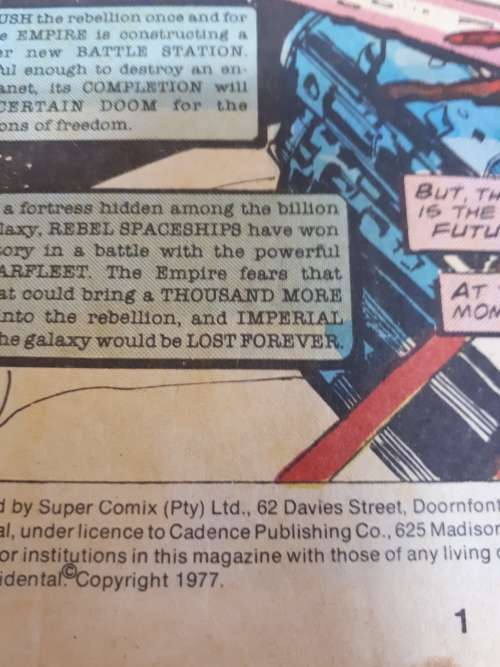 USH the rebellion once and for
e EMPIRE is constructing a
er new BATTLE STATION.
ul enough to destroy an en-
anet, its COMPLETION will
CERTAIN DOOM for the
ons of freedom.
a fortress hidden among the billion
laxy, REBEL SPACESHIPS have won
tory in a battle with the powerful
ARFLEET. The Empire fears that
at could bring a THOUSAND MORE
into the rebellion, and IMPERIAL
he galaxy would be LOST FOREVER.
BUT, TH
IS THE
FUTU
AT
MOM
d by Super Comix (Pty) Ltd., 62 Davies Street, Doornfont
al, under licence to Cadence Publishing Co., 625 Madison
or institutions in this magazine with those of any living o
idental. ©Copyright 1977.
1